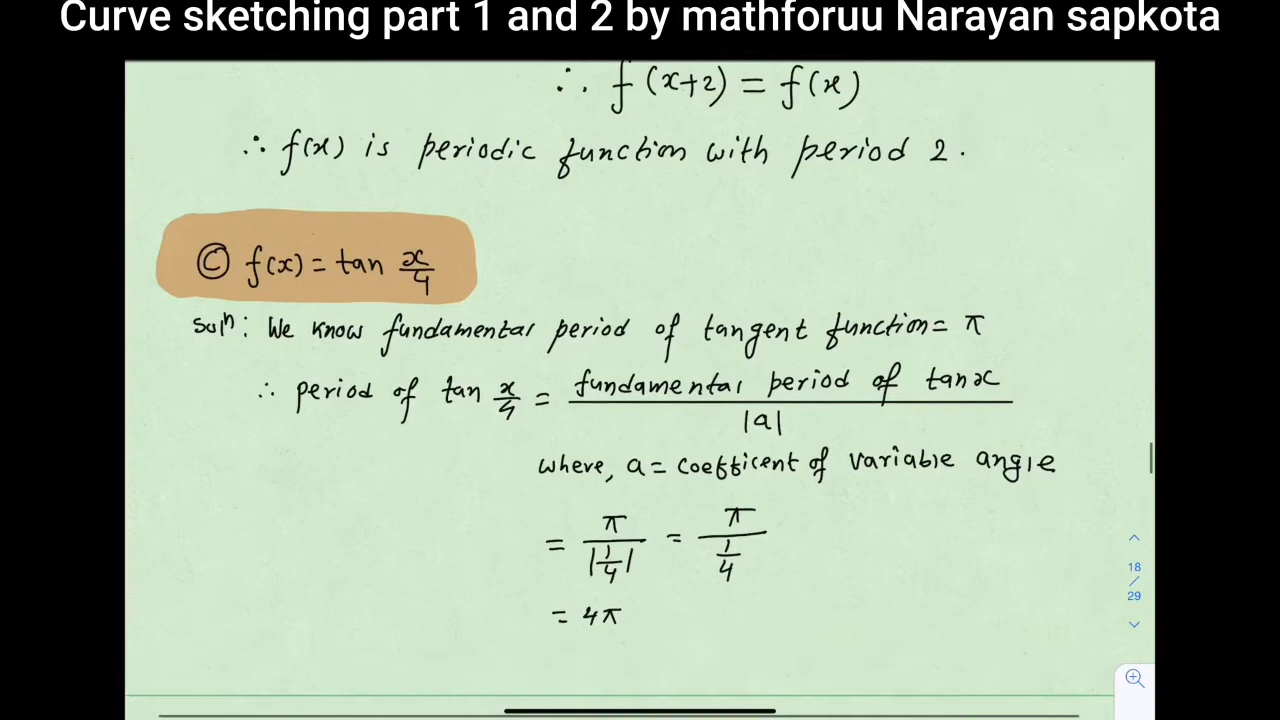 Curve sketching part 1 and 2 by mathforuu Narayan sapkota
∴ f(x+2) = f(x)
∴ f(x) is periodic function with period 2.
ⓒ f(x) = tan x/4
Solⁿ: We know fundamental period of tangent function = π
∴ period of tan x/4 = fundamental period of tanx / |a|
where, a = coefficent of variable angle
= π/|1/4| = π/(1/4)
= 4π
18
/
29